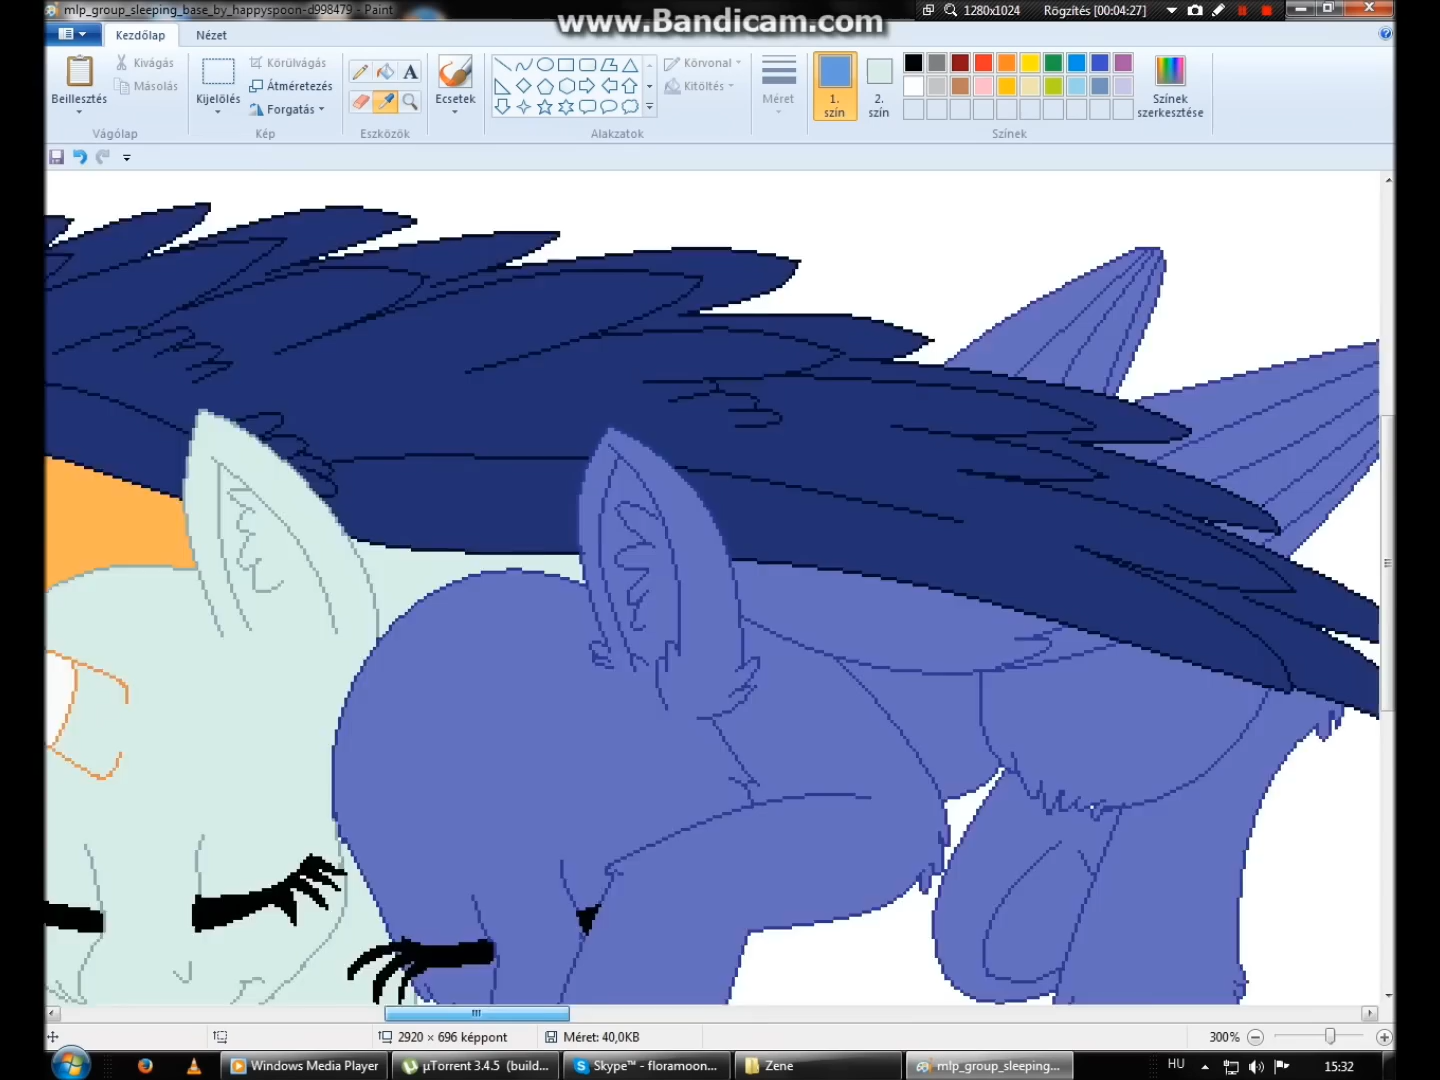 mlp_group_sleeping_base_by_happyspoon-d998479 - Paint
www.Bandicam.com
1280x1024
Rögzítés [00:04:27]
Kezdőlap
Nézet
Beillesztés
Kivágás
Másolás
Vágólap
Kijelölés
Körülvágás
Átméretezés
Forgatás
Kép
A
Eszközök
Ecsetek
Körvonal
Kitöltés
Alakzatok
Méret
1.
szín
2.
szín
Színek
Színek
szerkesztése
2920 × 696 képpont
Méret: 40,0KB
300%
Windows Media Player
µTorrent 3.4.5 (build...
Skype™ - floramoon...
Zene
mlp_group_sleeping...
HU
15:32